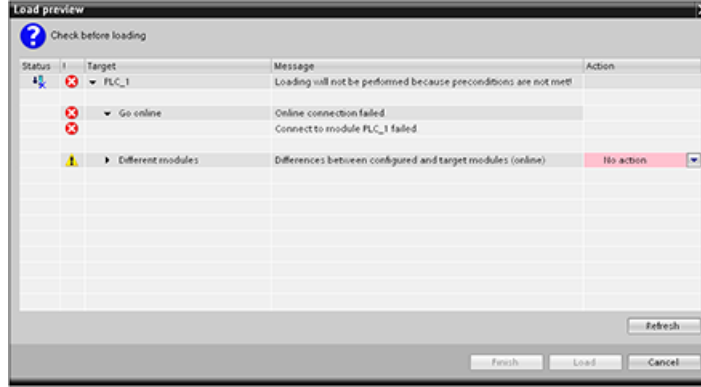 Load preview
Check before loading
Status ! Target Message Action
PLC_1 Loading will not be performed because preconditions are not met!
Go online Online connection failed
Connect to module PLC_1 failed
Different modules Differences between configured and target modules (online) No action
Refresh
Finish Load Cancel